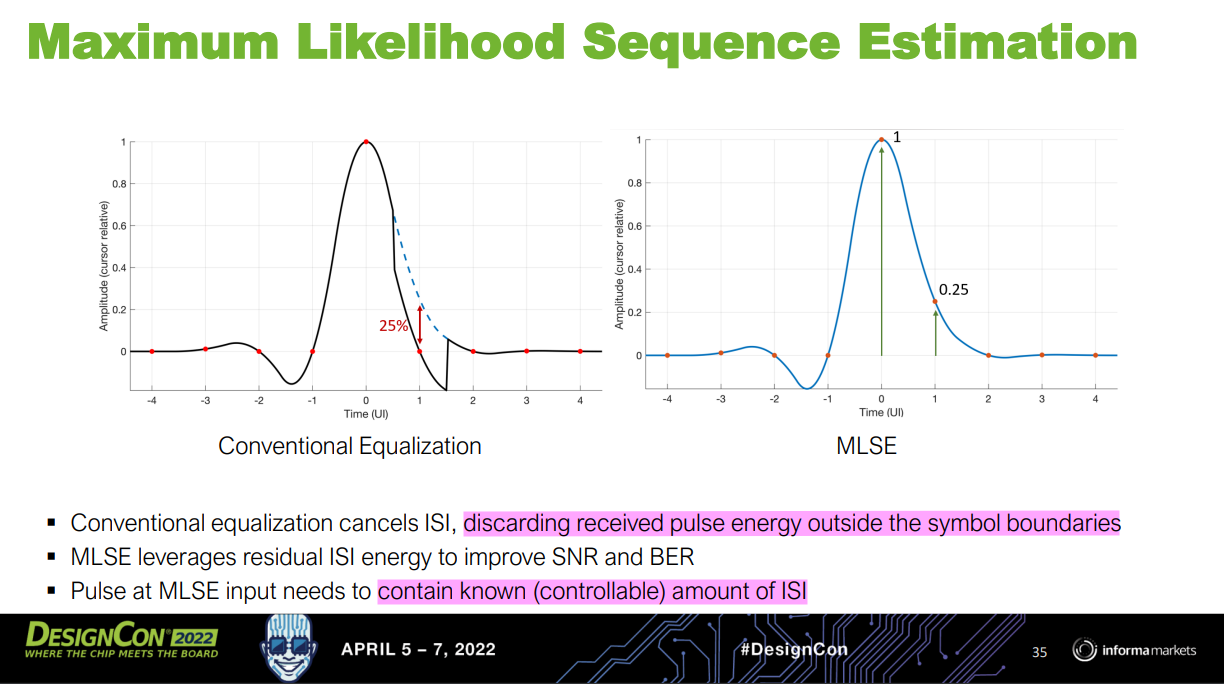 Maximum Likelihood Sequence Estimation
Amplitude (cursor relative)
1
0.8
0.6
0.4
0.2
0
25%
-4 -3 -2 -1 0 1 2 3 4
Time (UI)
Conventional Equalization
Amplitude (cursor relative)
1
0.8
0.6
0.4
0.2
0
1
0.25
-4 -3 -2 -1 0 1 2 3 4
Time (UI)
MLSE
▪ Conventional equalization cancels ISI, discarding received pulse energy outside the symbol boundaries
▪ MLSE leverages residual ISI energy to improve SNR and BER
▪ Pulse at MLSE input needs to contain known (controllable) amount of ISI
DESIGNCON® 2022
WHERE THE CHIP MEETS THE BOARD
APRIL 5 – 7, 2022
#DesignCon
35
informa markets